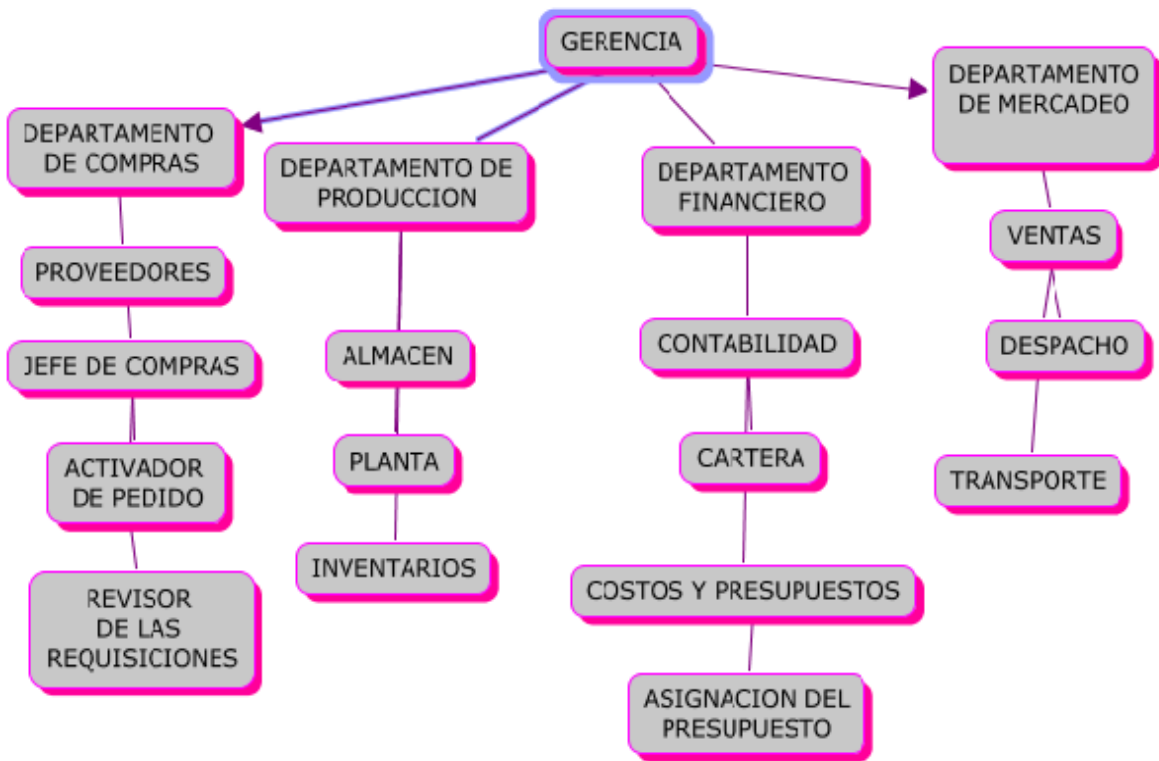 GERENCIA
DEPARTAMENTO
DE COMPRAS
PROVEEDORES
JEFE DE COMPRAS
ACTIVADOR
DE PEDIDO
REVISOR
DE LAS
REQUISICIONES
DEPARTAMENTO DE
PRODUCCION
ALMACEN
PLANTA
INVENTARIOS
DEPARTAMENTO
FINANCIERO
CONTABILIDAD
CARTERA
COSTOS Y PRESUPUESTOS
ASIGNACION DEL
PRESUPUESTO
DEPARTAMENTO
DE MERCADEO
VENTAS
DESPACHO
TRANSPORTE